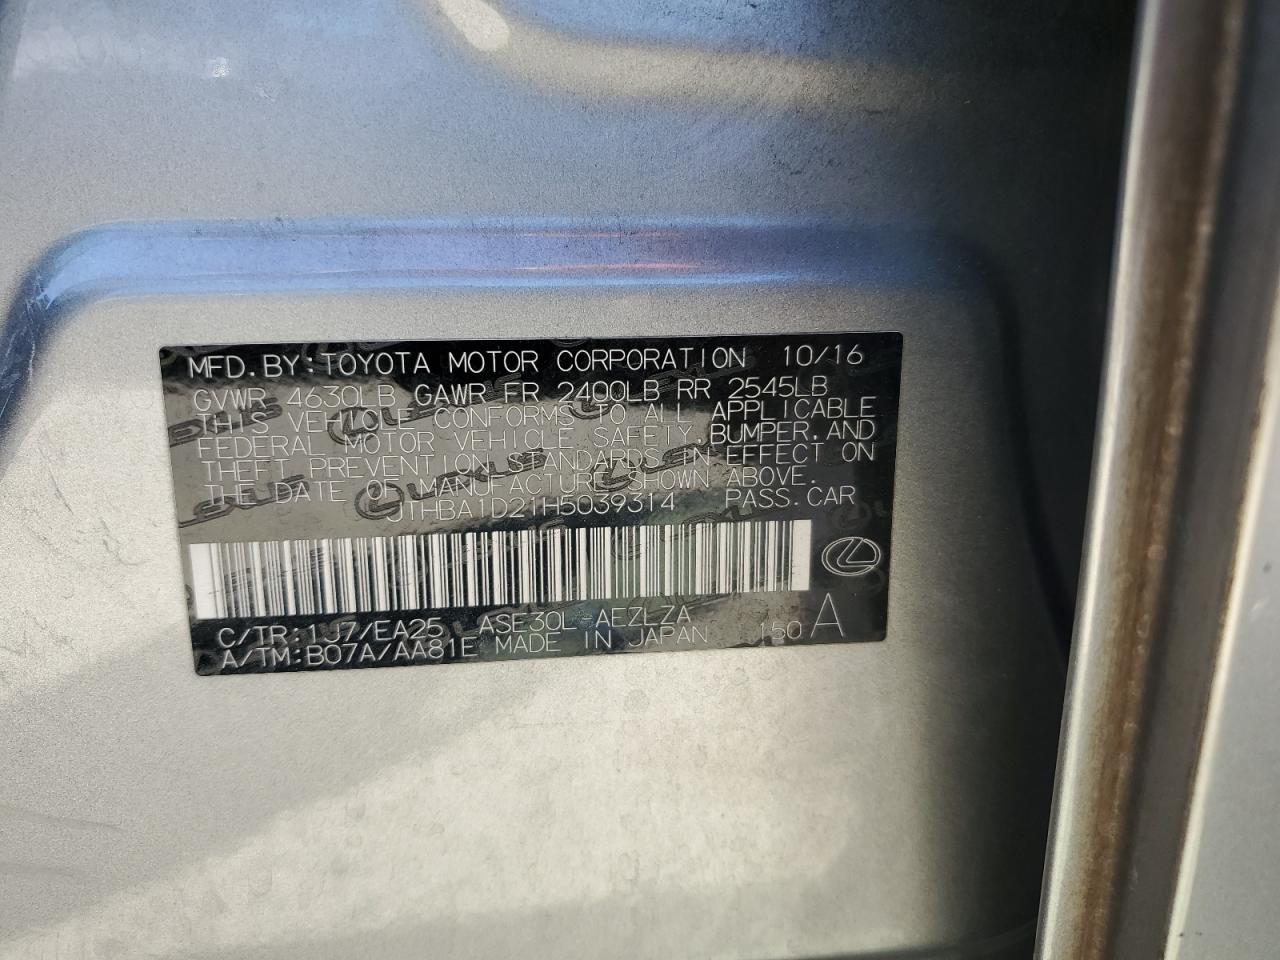 MFD.BY:TOYOTA MOTOR CORPORATION 10/16
GVWR 4630LB GAWR FR 2400LB RR 2545LB
THIS VEHICLE CONFORMS TO ALL APPLICABLE
FEDERAL MOTOR VEHICLE SAFETY,BUMPER,AND
THEFT PREVENTION STANDARDS IN EFFECT ON
THE DATE OF MANUFACTURE SHOWN ABOVE.
JTHBA1D21H5039314 PASS.CAR
C/TR:1J7/EA25 ASE30L-AEZLZA 150 A
A/TM:B07A/AA81E MADE IN JAPAN